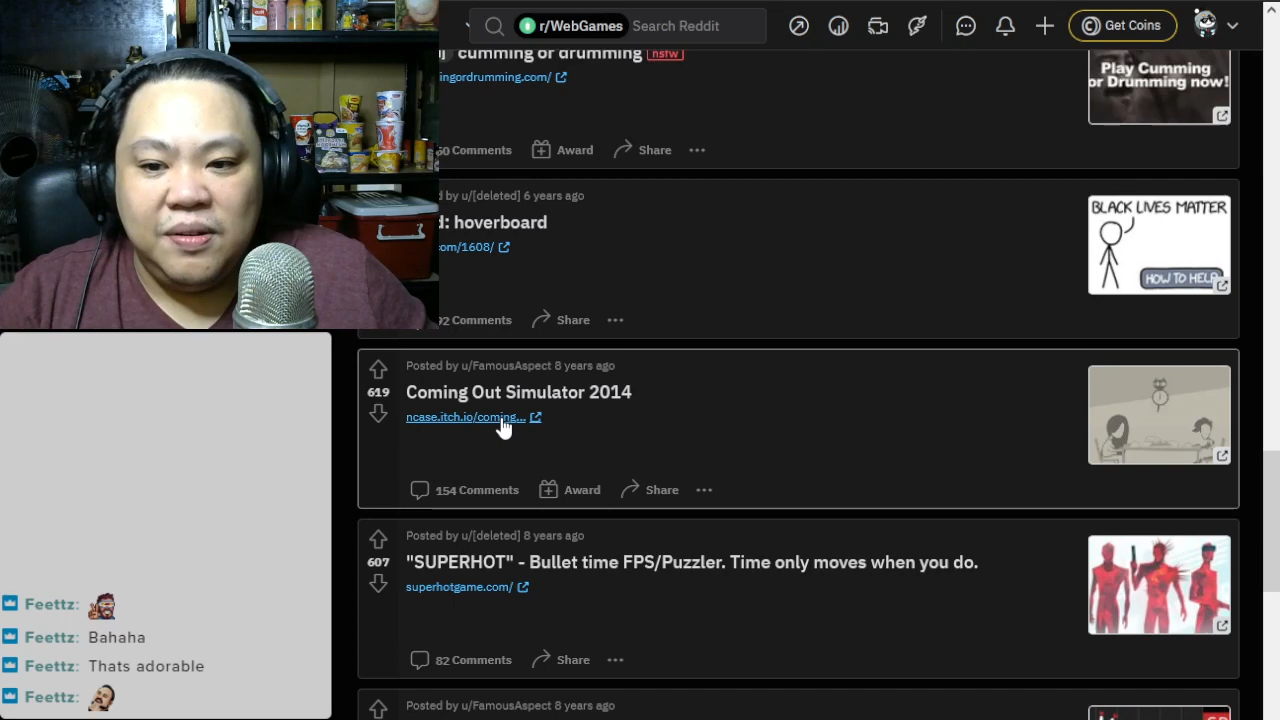 r/WebGames Search Reddit
Get Coins
cumming or drumming nsfw
ingordrumming.com/
Play Cumming
or Drumming now!
60 Comments Award Share
by u/[deleted] 6 years ago
d: hoverboard
com/1608/
BLACK LIVES MATTER
HOW TO HELP
92 Comments Share
Posted by u/FamousAspect 8 years ago
619
Coming Out Simulator 2014
ncase.itch.io/coming...
154 Comments Award Share
Posted by u/[deleted] 8 years ago
607
"SUPERHOT" - Bullet time FPS/Puzzler. Time only moves when you do.
superhotgame.com/
82 Comments Share
Posted by u/FamousAspect 8 years ago
Feettz:
Feettz: Bahaha
Feettz: Thats adorable
Feettz: